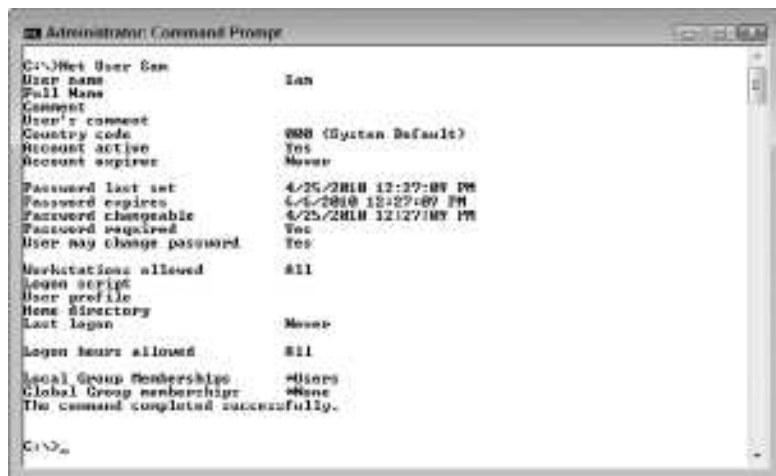 Administrator: Command Prompt
C:\>Net User Sam
User name Sam
Full Name
Comment
User's comment
Country code 000 (System Default)
Account active Yes
Account expires Never
Password last set 4/25/2010 12:27:09 PM
Password expires 6/6/2010 12:27:09 PM
Password changeable 4/25/2010 12:27:09 PM
Password required Yes
User may change password Yes
Workstations allowed All
Logon script
User profile
Home directory
Last logon Never
Logon hours allowed All
Local Group Memberships *Users
Global Group memberships *None
The command completed successfully.
C:\>_